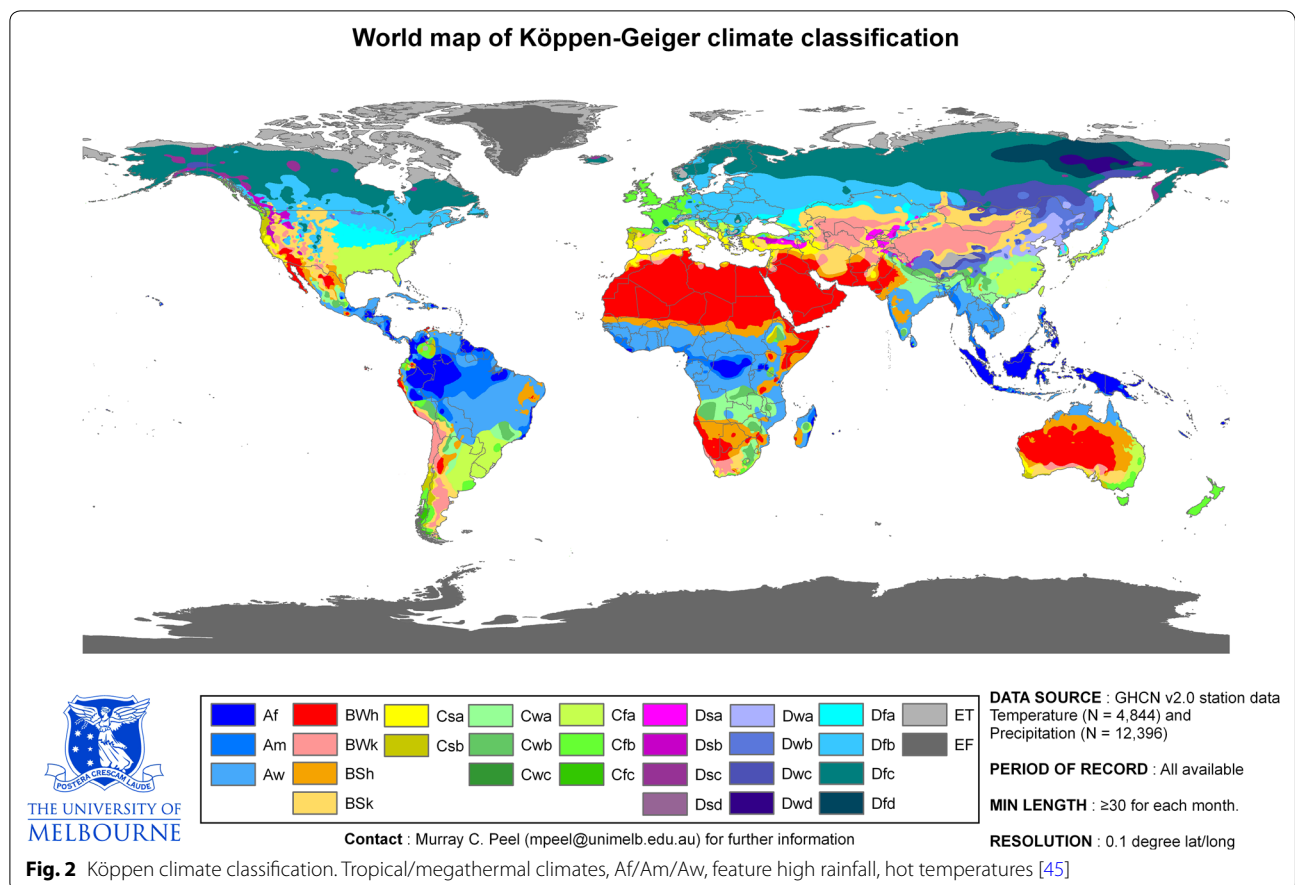 World map of Köppen-Geiger climate classification
Af
Am
Aw
BWh
BWk
BSh
BSk
Csa
Csb
Cwa
Cwb
Cwc
Cfa
Cfb
Cfc
Dsa
Dsb
Dsc
Dsd
Dwa
Dwb
Dwc
Dwd
Dfa
Dfb
Dfc
Dfd
ET
EF
DATA SOURCE : GHCN v2.0 station data
Temperature (N = 4,844) and
Precipitation (N = 12,396)
PERIOD OF RECORD : All available
MIN LENGTH : ≥30 for each month.
RESOLUTION : 0.1 degree lat/long
POSTERA CRESCAM LAUDE
THE UNIVERSITY OF
MELBOURNE
Contact : Murray C. Peel (mpeel@unimelb.edu.au) for further information
Fig. 2 Köppen climate classification. Tropical/megathermal climates, Af/Am/Aw, feature high rainfall, hot temperatures [45]